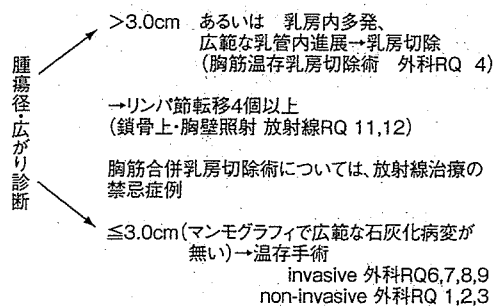 腫瘍径・広がり診断
>3.0cm あるいは 乳房内多発、
広範な乳管内進展→乳房切除
(胸筋温存乳房切除術 外科RQ 4)
→リンパ節転移4個以上
(鎖骨上・胸壁照射 放射線RQ 11,12)
胸筋合併乳房切除術については、放射線治療の
禁忌症例
≦3.0cm(マンモグラフィで広範な石灰化病変が
無い)→温存手術
invasive 外科RQ6,7,8,9
non-invasive 外科RQ 1,2,3